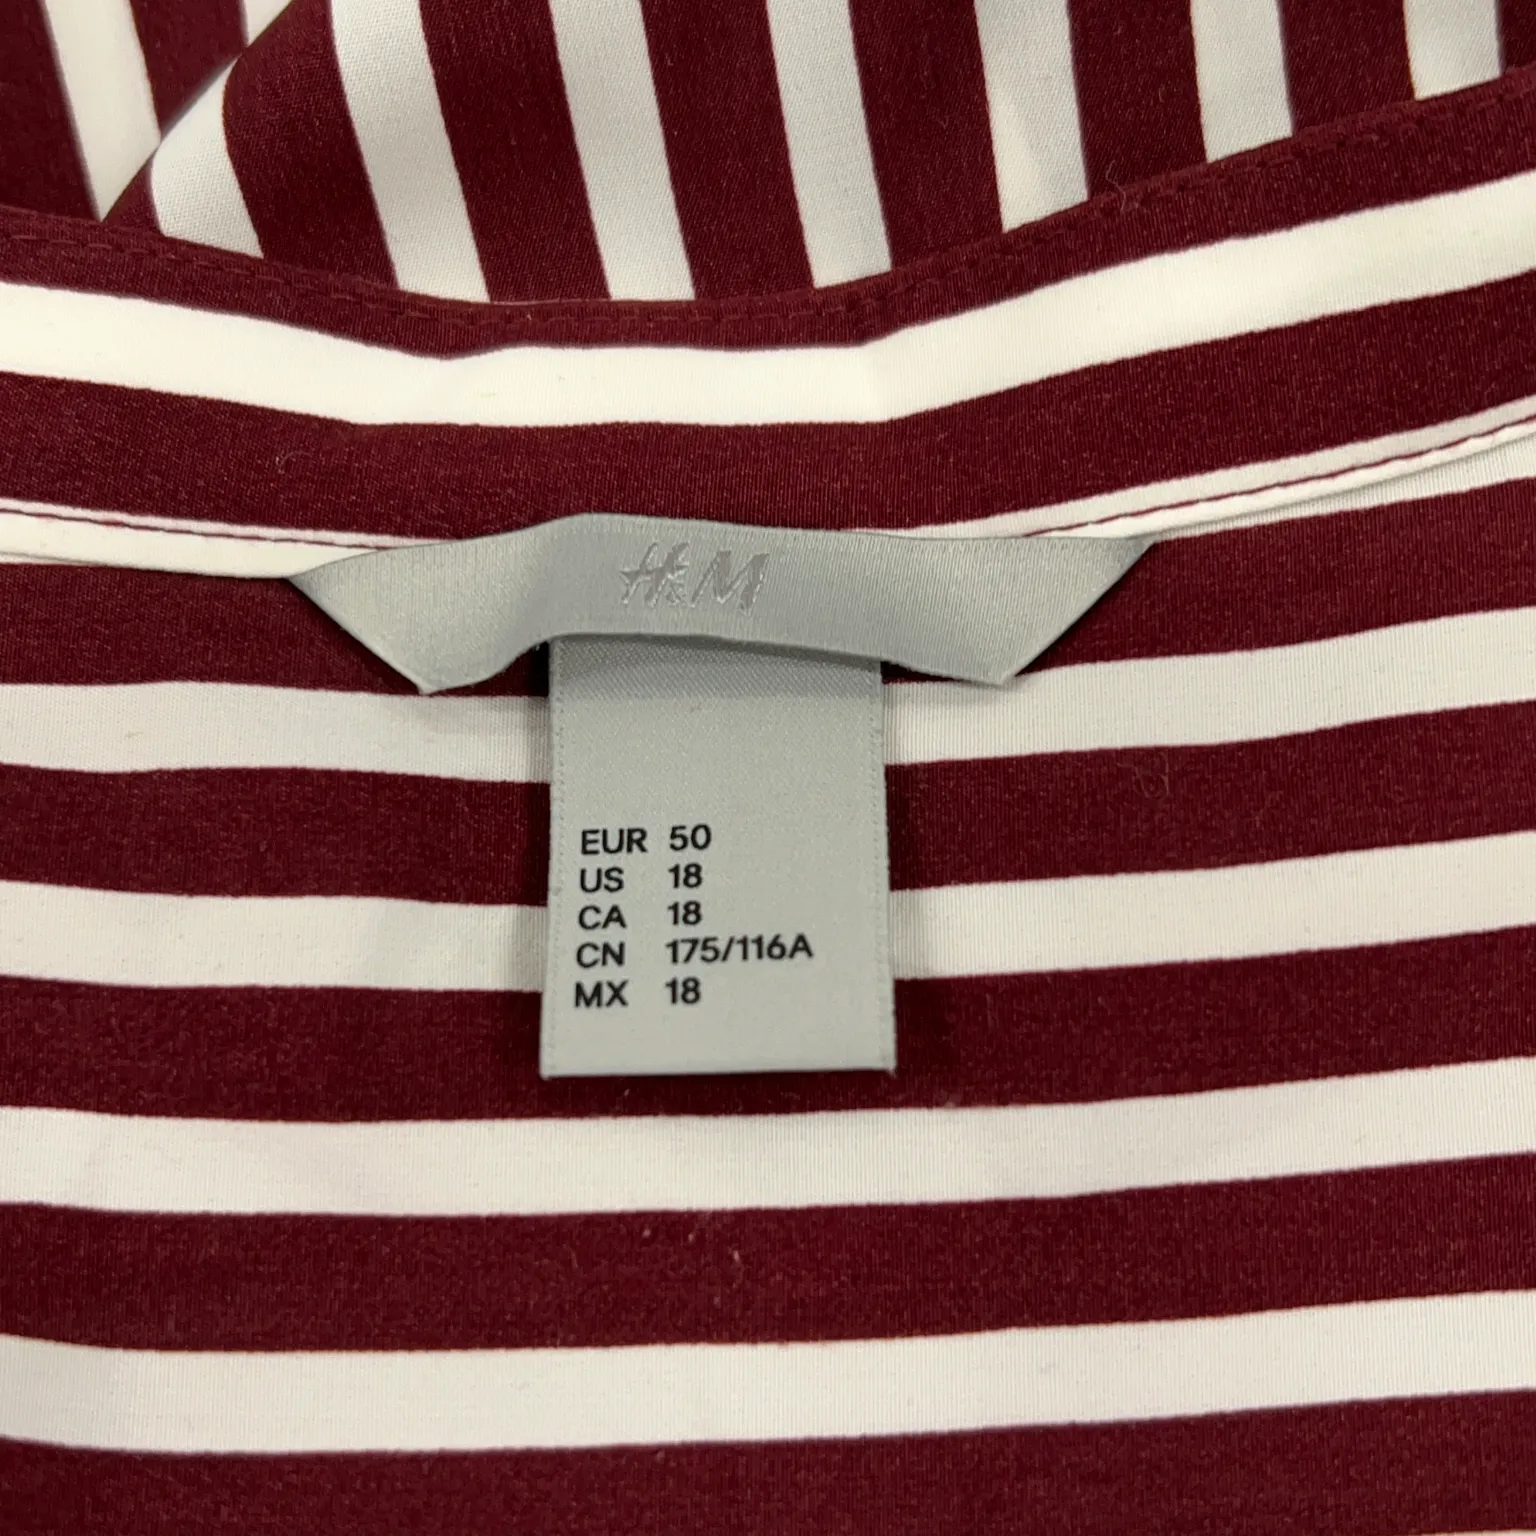 H&M
EUR 50
US 18
CA 18
CN 175/116A
MX 18